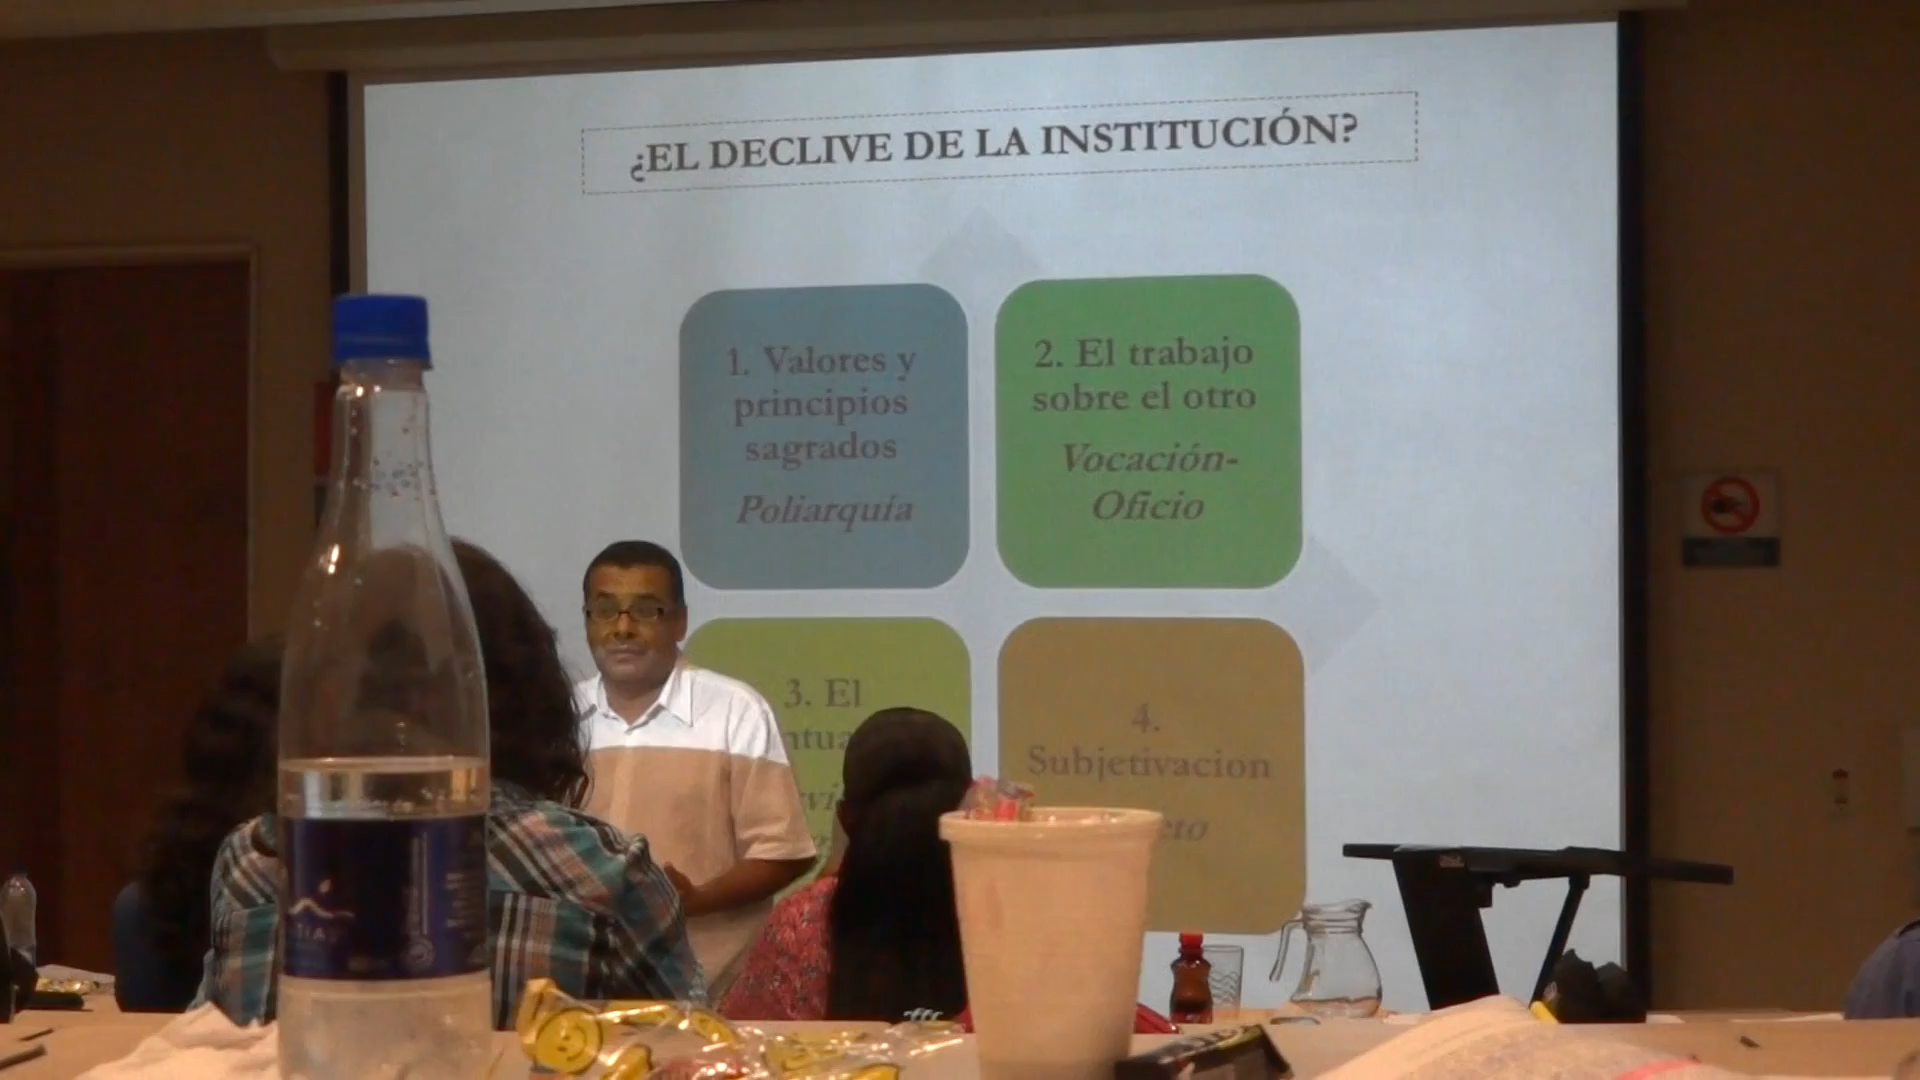 ¿EL DECLIVE DE LA INSTITUCIÓN?
1. Valores y
principios
sagrados
Poliarquía
2. El trabajo
sobre el otro
Vocación-
Oficio
3. El
4.
Subjetivacion